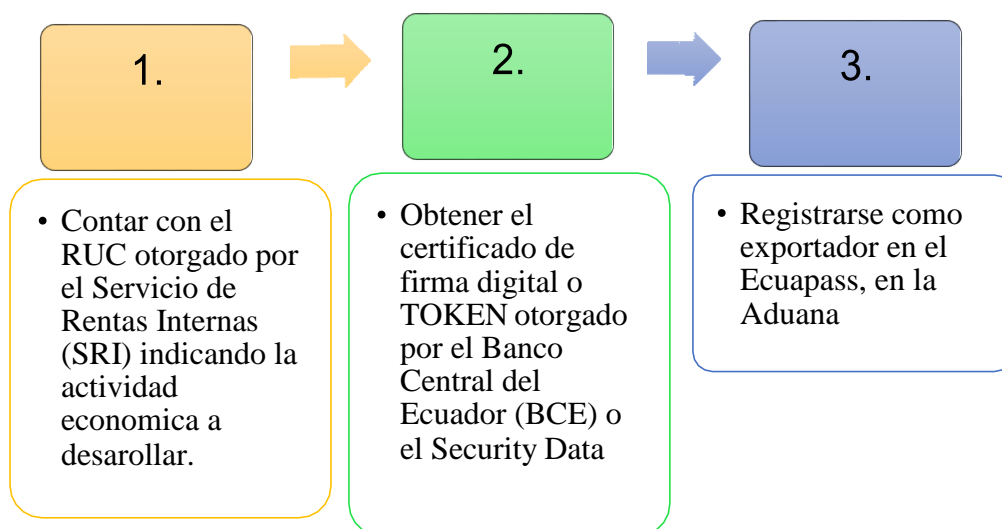 1.
• Contar con el
RUC otorgado por
el Servicio de
Rentas Internas
(SRI) indicando la
actividad
economica a
desarollar.
2.
• Obtener el
certificado de
firma digital o
TOKEN otorgado
por el Banco
Central del
Ecuador (BCE) o
el Security Data
3.
• Registrarse como
exportador en el
Ecuapass, en la
Aduana